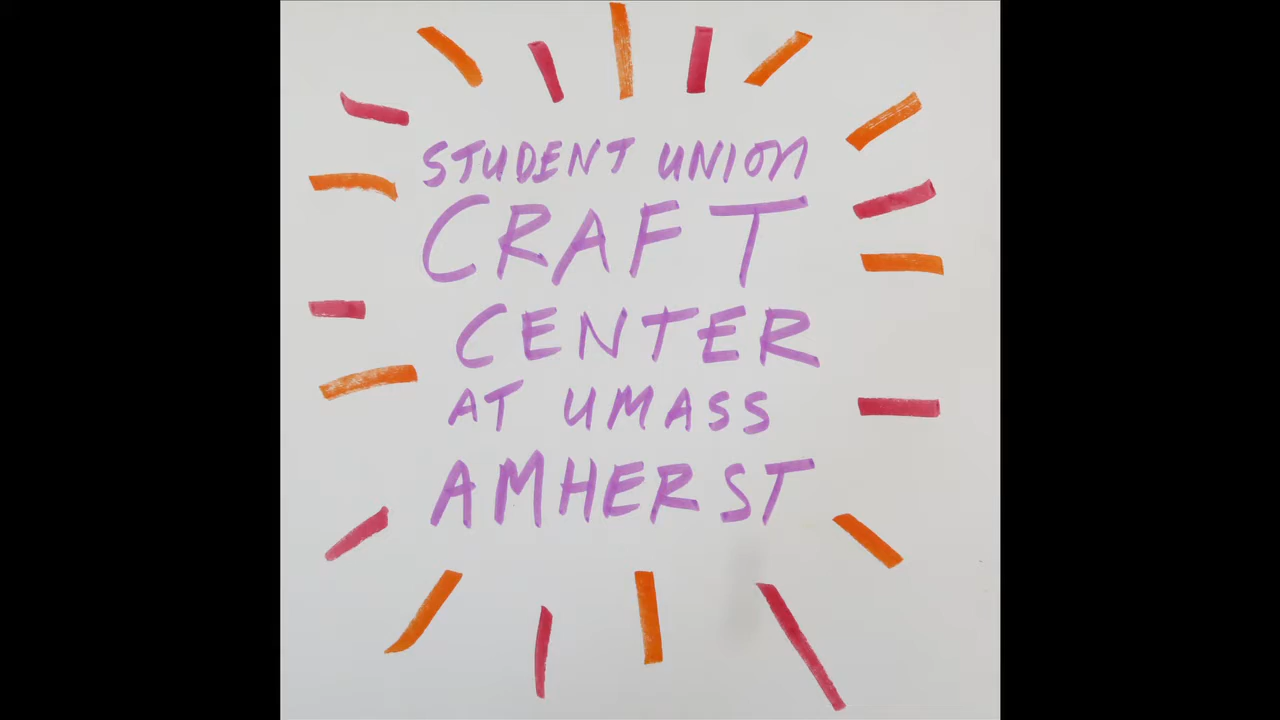 STUDENT UNION
CRAFT
CENTER
AT UMASS
AMHERST